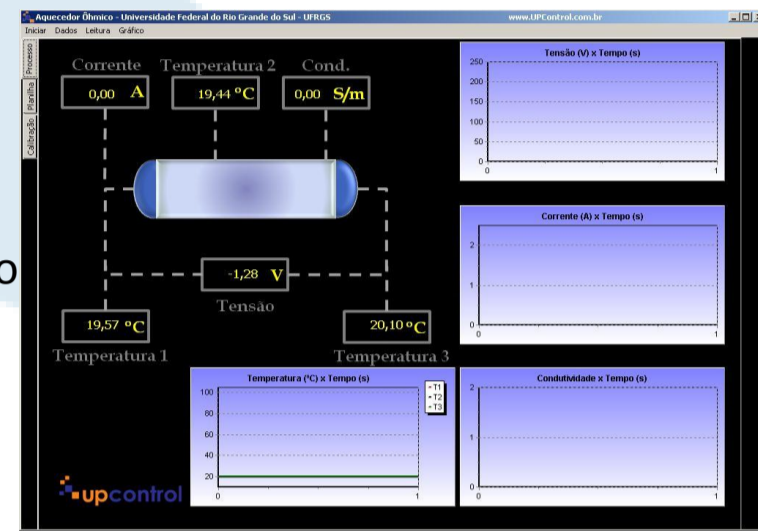 Aquecedor Ôhmico - Universidade Federal do Rio Grande do Sul - UFRGS
www.UPControl.com.br
Iniciar Dados Leitura Gráfico
Processo
Planilha
Calibração
Corrente
0,00 A
Temperatura 2
19,44 ºC
Cond.
0,00 S/m
-1,28 V
Tensão
19,57 ºC
Temperatura 1
20,10 ºC
Temperatura 3
Tensão (V) x Tempo (s)
250
200
150
100
50
0
0 1
Corrente (A) x Tempo (s)
2
1
0
0 1
Temperatura (ºC) x Tempo (s)
100
80
60
40
20
0 1
T1
T2
T3
Condutividade x Tempo (s)
2
1
0
0 1
upcontrol
o